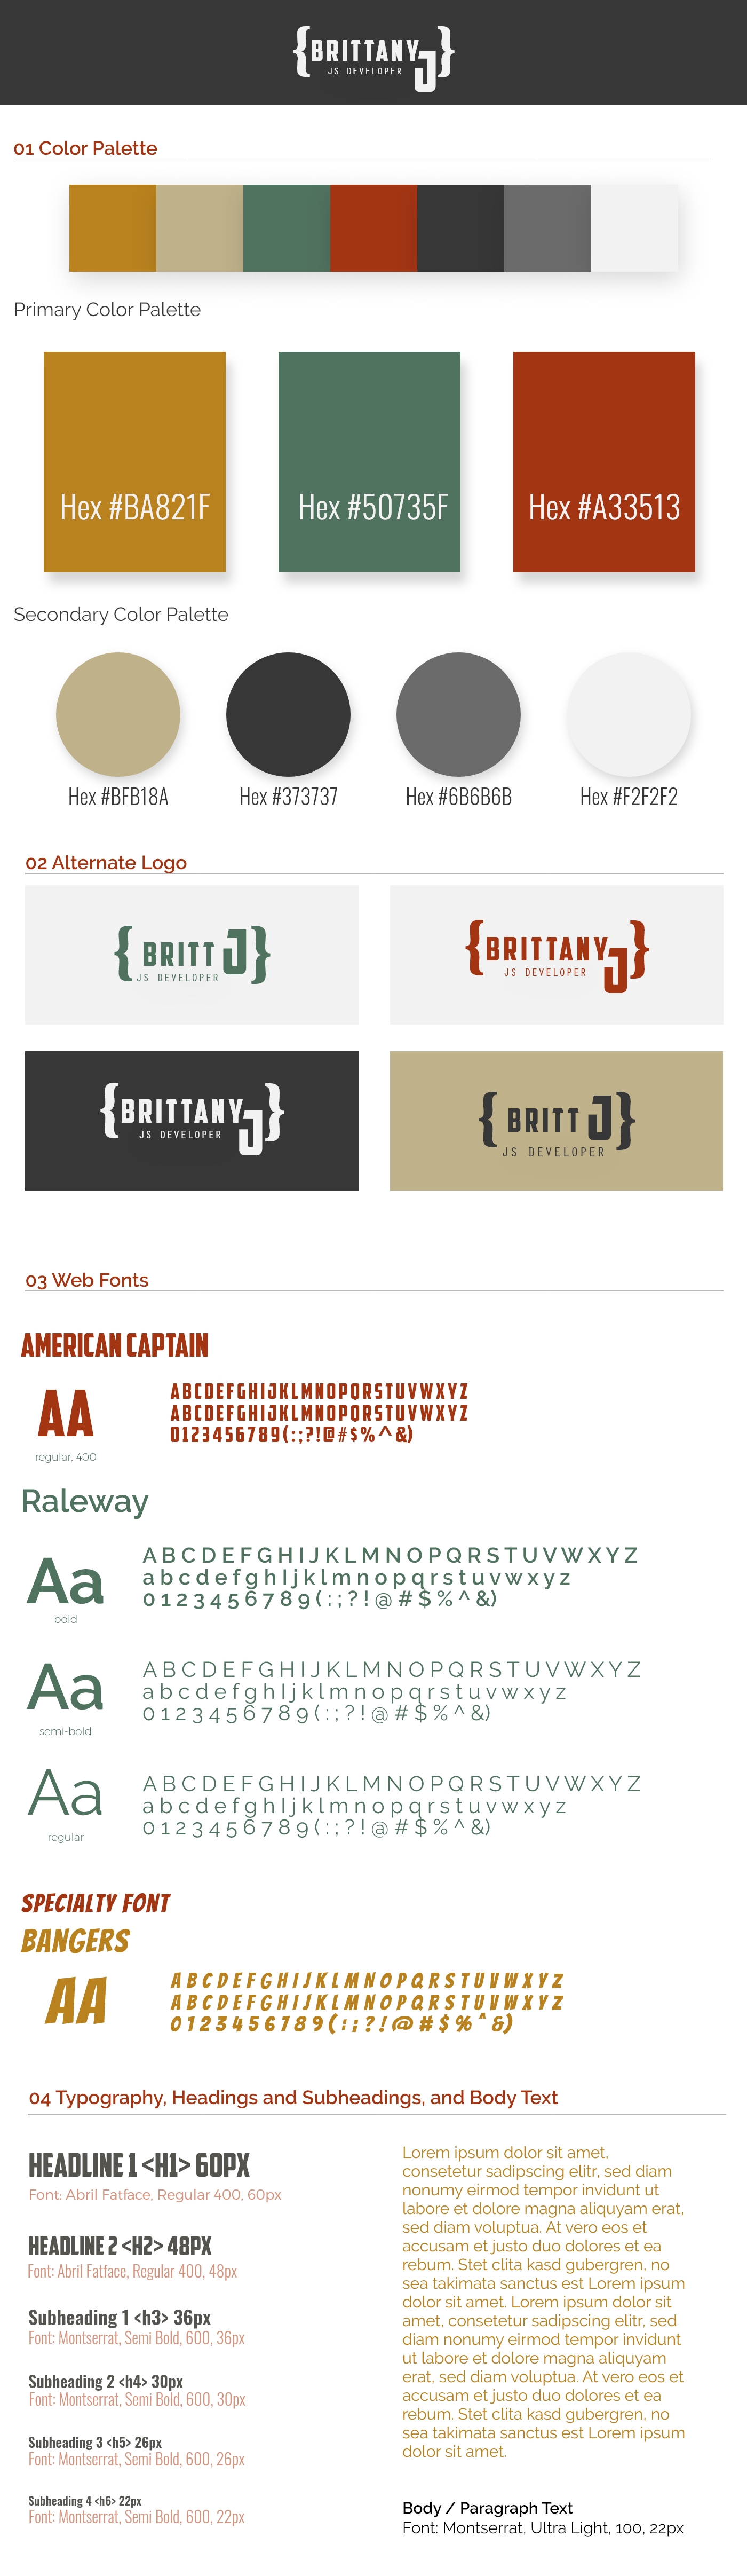 {BRITTANYJ}
JS DEVELOPER
01 Color Palette
Primary Color Palette
Hex #BA821F
Hex #50735F
Hex #A33513
Secondary Color Palette
Hex #BFB18A
Hex #373737
Hex #6B6B6B
Hex #F2F2F2
02 Alternate Logo
{ BRITT J}
JS DEVELOPER
{BRITTANYJ}
JS DEVELOPER
{BRITTANYJ}
JS DEVELOPER
{ BRITT J}
JS DEVELOPER
03 Web Fonts
AMERICAN CAPTAIN
AA
regular, 400
ABCDEFGHIJKLMNOPQRSTUVWXYZ
ABCDEFGHIJKLMNOPQRSTUVWXYZ
0123456789(:;?!@#$%^&)
Raleway
Aa
bold
ABCDEFGHIJKLMNOPQRSTUVWXYZ
abcdefghIjklmnopqrstuvwxyz
0123456789(:;?!@#$%^&)
Aa
semi-bold
ABCDEFGHIJKLMNOPQRSTUVWXYZ
abcdefghIjklmnopqrstuvwxyz
0123456789(:;?!@#$%^&)
Aa
regular
ABCDEFGHIJKLMNOPQRSTUVWXYZ
abcdefghIjklmnopqrstuvwxyz
0123456789(:;?!@#$%^&)
SPECIALTY FONT
BANGERS
AA
ABCDEFGHIJKLMNOPQRSTUVWXYZ
ABCDEFGHIJKLMNOPQRSTUVWXYZ
0123456789(:;?!@#$%^&)
04 Typography, Headings and Subheadings, and Body Text
HEADLINE 1 <H1> 60PX
Font: Abril Fatface, Regular 400, 60px
HEADLINE 2 <H2> 48PX
Font: Abril Fatface, Regular 400, 48px
Subheading 1 <h3> 36px
Font: Montserrat, Semi Bold, 600, 36px
Subheading 2 <h4> 30px
Font: Montserrat, Semi Bold, 600, 30px
Subheading 3 <h5> 26px
Font: Montserrat, Semi Bold, 600, 26px
Subheading 4 <h6> 22px
Font: Montserrat, Semi Bold, 600, 22px
Lorem ipsum dolor sit amet,
consetetur sadipscing elitr, sed diam
nonumy eirmod tempor invidunt ut
labore et dolore magna aliquyam erat,
sed diam voluptua. At vero eos et
accusam et justo duo dolores et ea
rebum. Stet clita kasd gubergren, no
sea takimata sanctus est Lorem ipsum
dolor sit amet. Lorem ipsum dolor sit
amet, consetetur sadipscing elitr, sed
diam nonumy eirmod tempor invidunt
ut labore et dolore magna aliquyam
erat, sed diam voluptua. At vero eos et
accusam et justo duo dolores et ea
rebum. Stet clita kasd gubergren, no
sea takimata sanctus est Lorem ipsum
dolor sit amet.
Body / Paragraph Text
Font: Montserrat, Ultra Light, 100, 22px